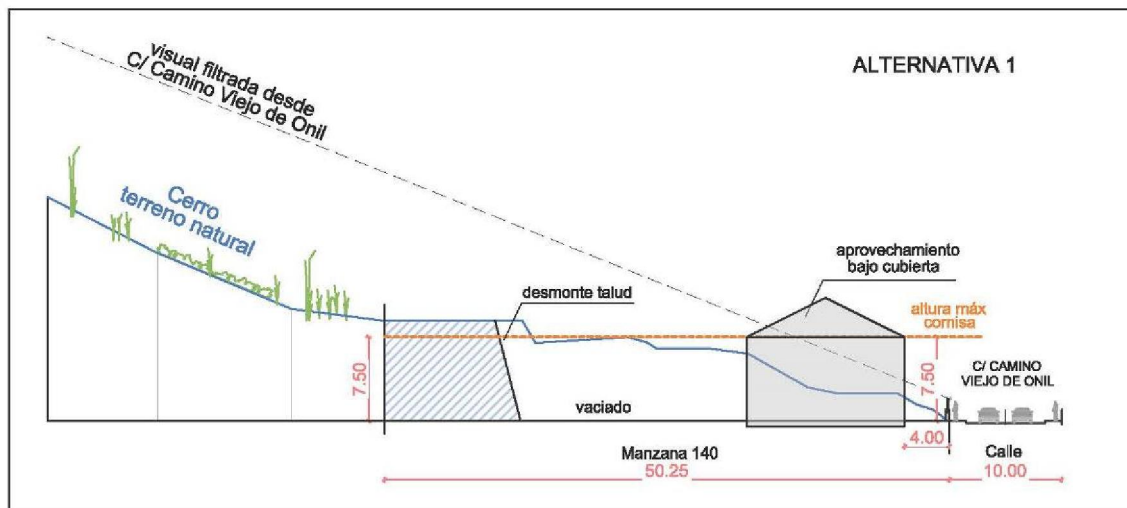 ALTERNATIVA 1
visual filtrada desde
C/ Camino Viejo de Onil
Cerro
terreno natural
aprovechamiento
bajo cubierta
desmonte talud
altura máx
cornisa
7.50
7.50
C/ CAMINO
VIEJO DE ONIL
vaciado
4.00
Manzana 140
50.25
Calle
10.00